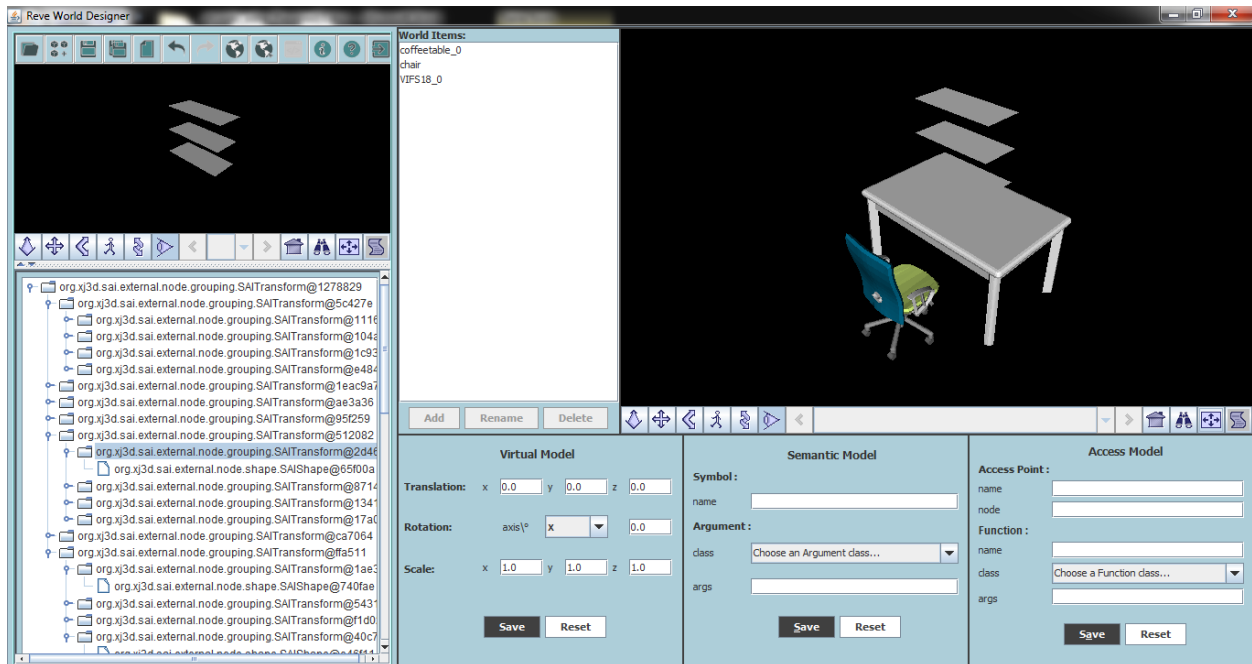 Reve World Designer
World Items:
coffeetable_0
chair
VIFS18_0
org.xj3d.sai.external.node.grouping.SAITransform@1278829
org.xj3d.sai.external.node.grouping.SAITransform@5c427e
org.xj3d.sai.external.node.grouping.SAITransform@1116
org.xj3d.sai.external.node.grouping.SAITransform@104a
org.xj3d.sai.external.node.grouping.SAITransform@1c93
org.xj3d.sai.external.node.grouping.SAITransform@e484
org.xj3d.sai.external.node.grouping.SAITransform@1eac9a7
org.xj3d.sai.external.node.grouping.SAITransform@ae3a36
org.xj3d.sai.external.node.grouping.SAITransform@95f259
org.xj3d.sai.external.node.grouping.SAITransform@512082
org.xj3d.sai.external.node.grouping.SAITransform@2d46
org.xj3d.sai.external.node.shape.SAIShape@65f00a
org.xj3d.sai.external.node.grouping.SAITransform@8714
org.xj3d.sai.external.node.grouping.SAITransform@1341
org.xj3d.sai.external.node.grouping.SAITransform@17a0
org.xj3d.sai.external.node.grouping.SAITransform@ca7064
org.xj3d.sai.external.node.grouping.SAITransform@ffa511
org.xj3d.sai.external.node.grouping.SAITransform@1ae3
org.xj3d.sai.external.node.shape.SAIShape@740fae
org.xj3d.sai.external.node.grouping.SAITransform@5431
org.xj3d.sai.external.node.grouping.SAITransform@f1d0
org.xj3d.sai.external.node.grouping.SAITransform@40c7
Add Rename Delete
Virtual Model
Translation: x 0.0 y 0.0 z 0.0
Rotation: axis\° x 0.0
Scale: x 1.0 y 1.0 z 1.0
Save Reset
Semantic Model
Symbol :
name
Argument :
class Choose an Argument class...
args
Save Reset
Access Model
Access Point :
name
node
Function :
name
class Choose a Function class...
args
Save Reset